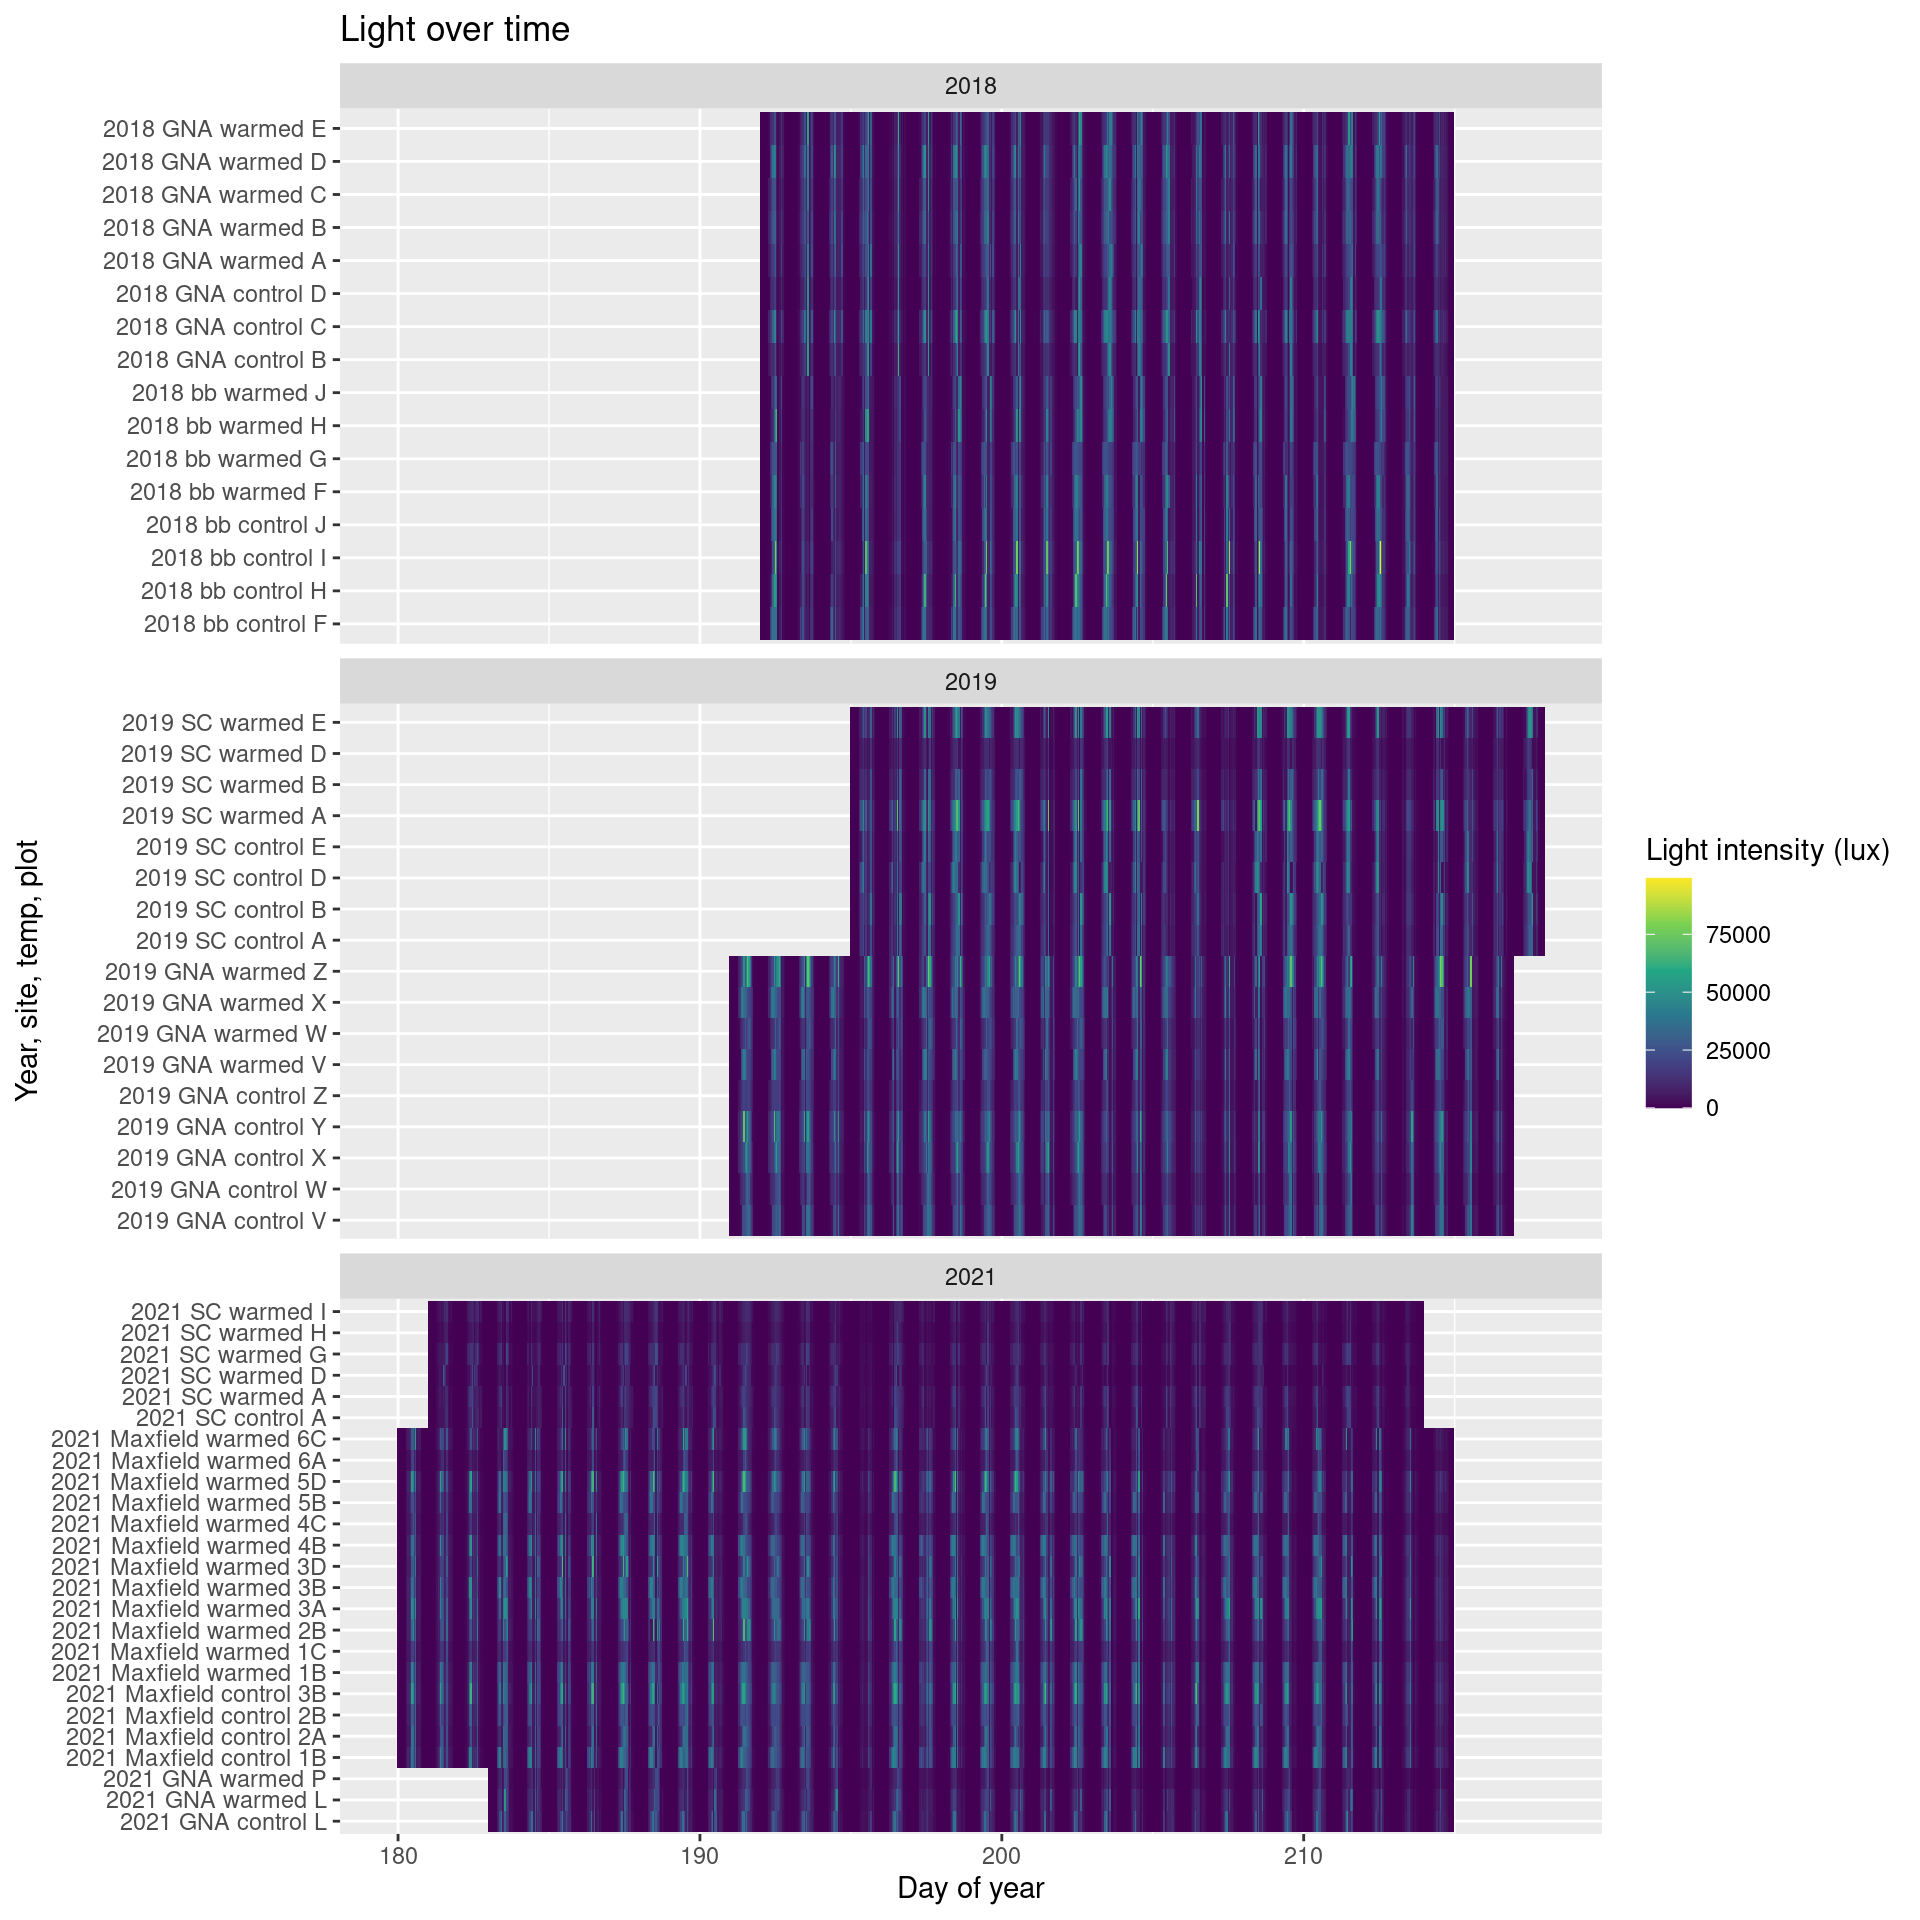 Light over time
2018
2018 GNA warmed E
2018 GNA warmed D
2018 GNA warmed C
2018 GNA warmed B
2018 GNA warmed A
2018 GNA control D
2018 GNA control C
2018 GNA control B
2018 bb warmed J
2018 bb warmed H
2018 bb warmed G
2018 bb warmed F
2018 bb control J
2018 bb control I
2018 bb control H
2018 bb control F
2019
2019 SC warmed E
2019 SC warmed D
2019 SC warmed B
2019 SC warmed A
2019 SC control E
2019 SC control D
2019 SC control B
2019 SC control A
2019 GNA warmed Z
2019 GNA warmed X
2019 GNA warmed W
2019 GNA warmed V
2019 GNA control Z
2019 GNA control Y
2019 GNA control X
2019 GNA control W
2019 GNA control V
2021
2021 SC warmed I
2021 SC warmed H
2021 SC warmed G
2021 SC warmed D
2021 SC warmed A
2021 SC control A
2021 Maxfield warmed 6C
2021 Maxfield warmed 6A
2021 Maxfield warmed 5D
2021 Maxfield warmed 5B
2021 Maxfield warmed 4C
2021 Maxfield warmed 4B
2021 Maxfield warmed 3D
2021 Maxfield warmed 3B
2021 Maxfield warmed 3A
2021 Maxfield warmed 2B
2021 Maxfield warmed 1C
2021 Maxfield warmed 1B
2021 Maxfield control 3B
2021 Maxfield control 2B
2021 Maxfield control 2A
2021 Maxfield control 1B
2021 GNA warmed P
2021 GNA warmed L
2021 GNA control L
180 190 200 210
Day of year
Year, site, temp, plot
Light intensity (lux)
75000
50000
25000
0